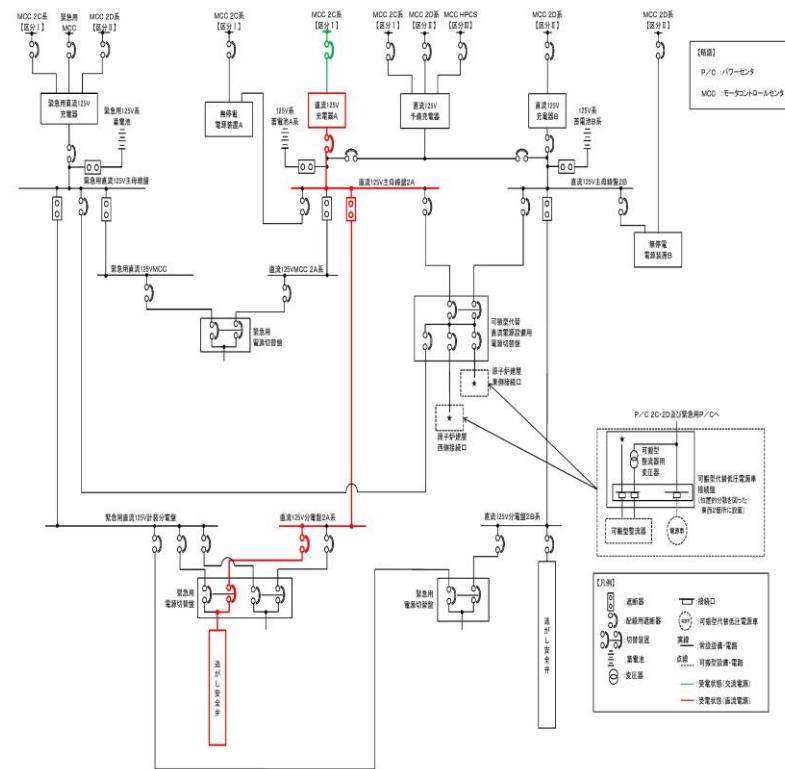 MCC 2C系
【区分Ⅰ】
緊急用
MCC
MCC 2D系
【区分Ⅱ】
MCC 2C系
【区分Ⅰ】
MCC 2C系
【区分Ⅰ】
MCC 2C系
【区分Ⅰ】
MCC 2D系
【区分Ⅱ】
MCC HPCS
【区分Ⅲ】
MCC 2D系
【区分Ⅱ】
MCC 2D系
【区分Ⅱ】
【略語】
P/C :パワーセンタ
MCC :モータコントロールセンタ
緊急用直流125V
充電器
緊急用125V系
蓄電池
無停電
電源装置A
125V系
蓄電池A系
直流125V
充電器A
直流125V
予備充電器
直流125V
充電器B
125V系
蓄電池B系
緊急用直流125V主母線盤
直流125V主母線盤2A
直流125V主母線盤2B
無停電
電源装置B
緊急用直流125VMCC
直流125VMCC 2A系
緊急用
電源切替盤
可搬型代替
直流電源設備用
電源切替盤
原子炉建屋
東側接続口
原子炉建屋
西側接続口
P/C 2C・2D及び緊急用P/Cへ
可搬型
整流器用
変圧器
可搬型代替低圧電源車
接続盤
(位置的分散を図った
東西2箇所に設置)
可搬型整流器
電源車
緊急用直流125V計装分電盤
直流125V分電盤2A系
直流125V分電盤2B系
緊急用
電源切替盤
緊急用
電源切替盤
逃がし安全弁
逃がし安全弁
【凡例】
:遮断器
:配線用遮断器
:切替装置
:蓄電池
:変圧器
:接続口
電源車
:可搬型代替低圧電源車
実線
:常設設備・電路
点線
:可搬型設備・電路
:受電状態(交流電源)
:受電状態(直流電源)